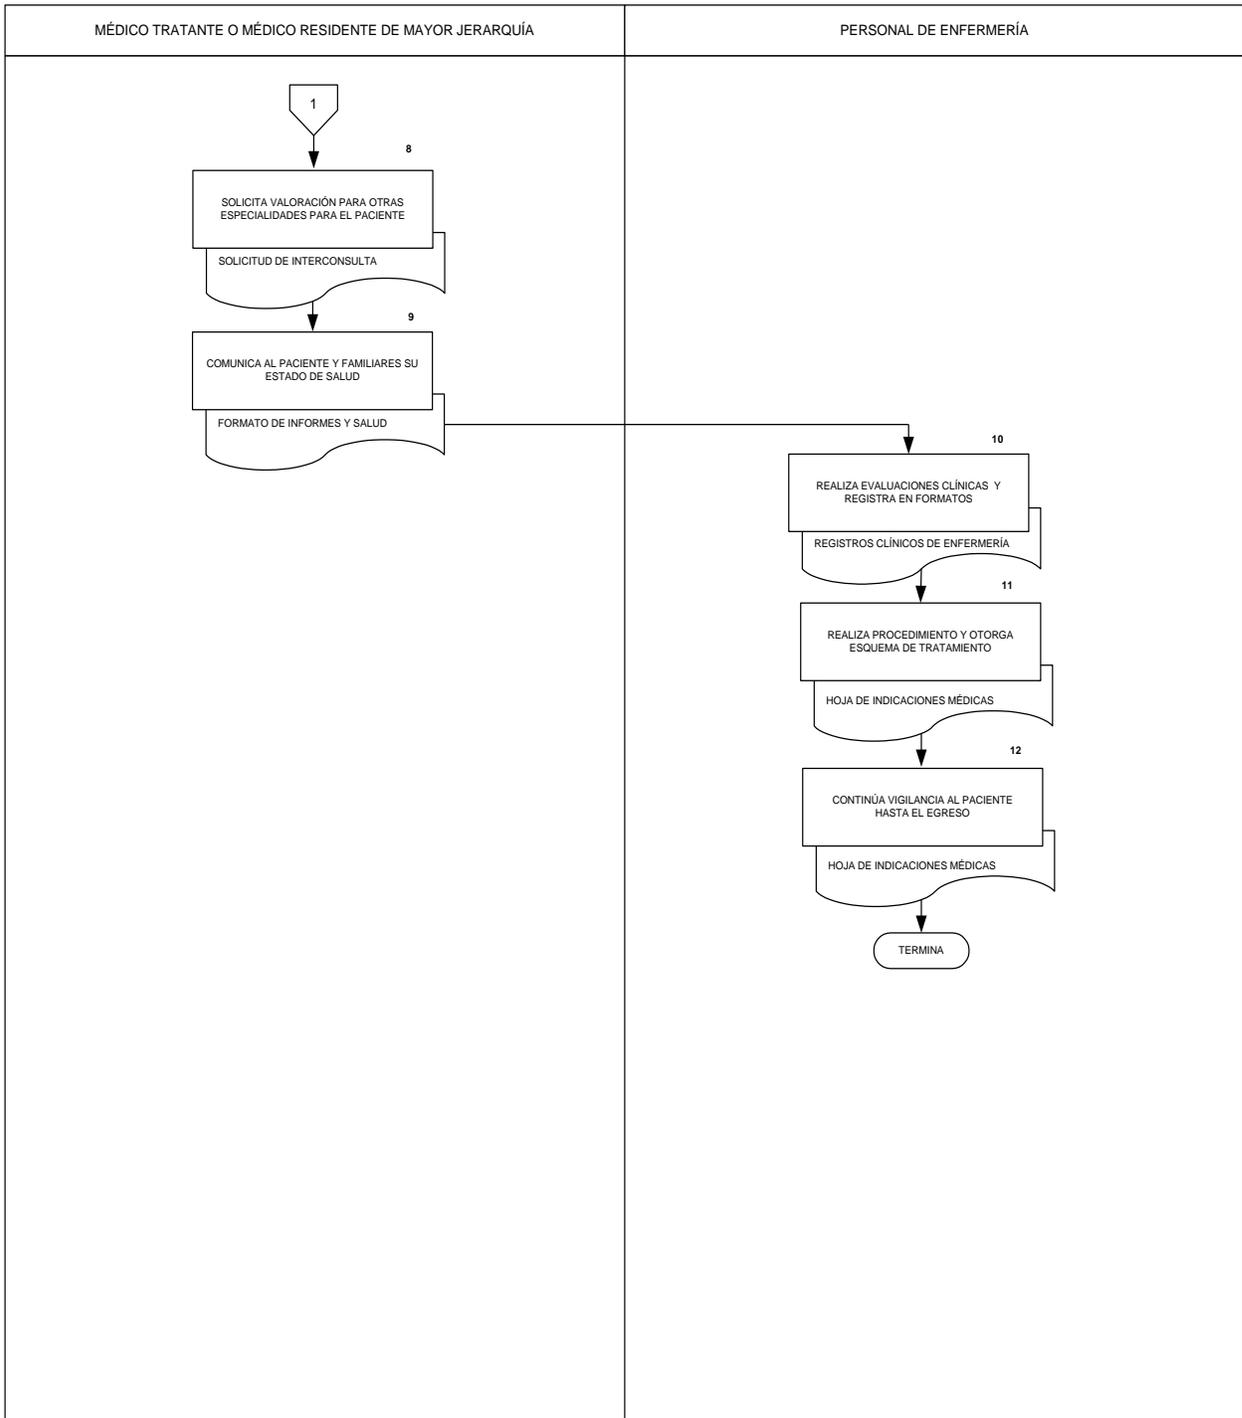 MÉDICO TRATANTE O MÉDICO RESIDENTE DE MAYOR JERARQUÍA
PERSONAL DE ENFERMERÍA
1
8
SOLICITA VALORACIÓN PARA OTRAS
ESPECIALIDADES PARA EL PACIENTE
SOLICITUD DE INTERCONSULTA
9
COMUNICA AL PACIENTE Y FAMILIARES SU
ESTADO DE SALUD
FORMATO DE INFORMES Y SALUD
10
REALIZA EVALUACIONES CLÍNICAS Y
REGISTRA EN FORMATOS
REGISTROS CLÍNICOS DE ENFERMERÍA
11
REALIZA PROCEDIMIENTO Y OTORGA
ESQUEMA DE TRATAMIENTO
HOJA DE INDICACIONES MÉDICAS
12
CONTINÚA VIGILANCIA AL PACIENTE
HASTA EL EGRESO
HOJA DE INDICACIONES MÉDICAS
TERMINA